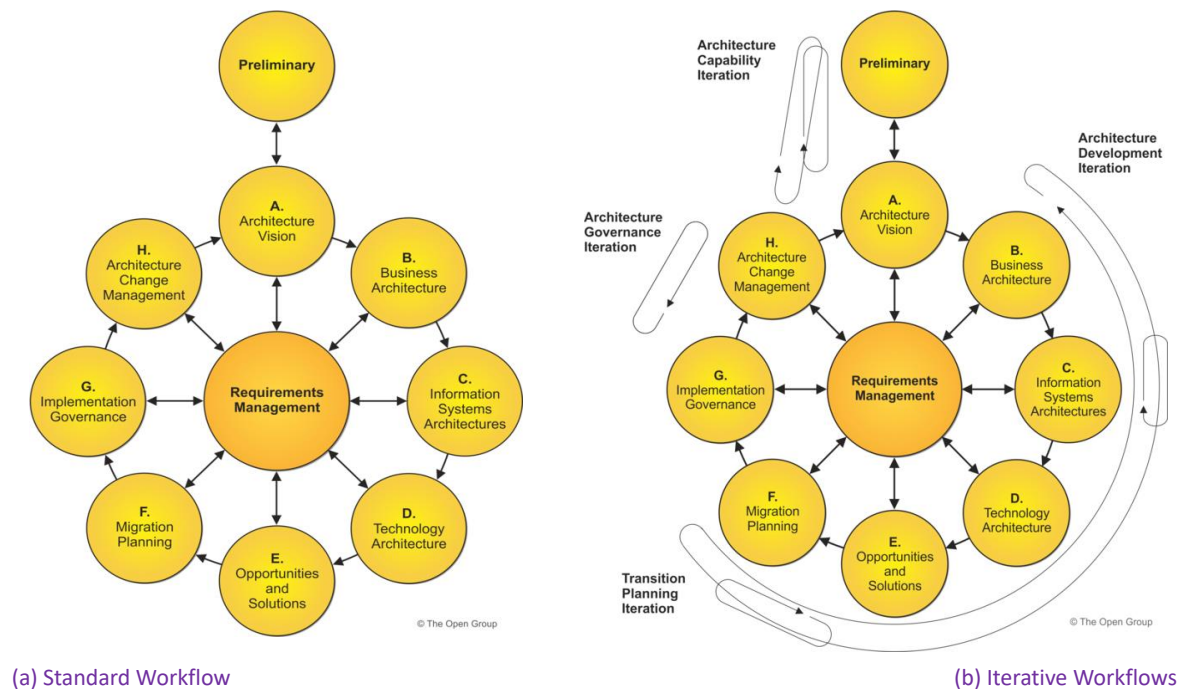 Preliminary
A.
Architecture
Vision
B.
Business
Architecture
H.
Architecture
Change
Management
C.
Information
Systems
Architectures
G.
Implementation
Governance
Requirements
Management
D.
Technology
Architecture
F.
Migration
Planning
E.
Opportunities
and
Solutions
© The Open Group
(a) Standard Workflow
Architecture
Capability
Iteration
Preliminary
Architecture
Development
Iteration
Architecture
Governance
Iteration
A.
Architecture
Vision
B.
Business
Architecture
H.
Architecture
Change
Management
C.
Information
Systems
Architectures
G.
Implementation
Governance
Requirements
Management
D.
Technology
Architecture
F.
Migration
Planning
E.
Opportunities
and
Solutions
Transition
Planning
Iteration
© The Open Group
(b) Iterative Workflows